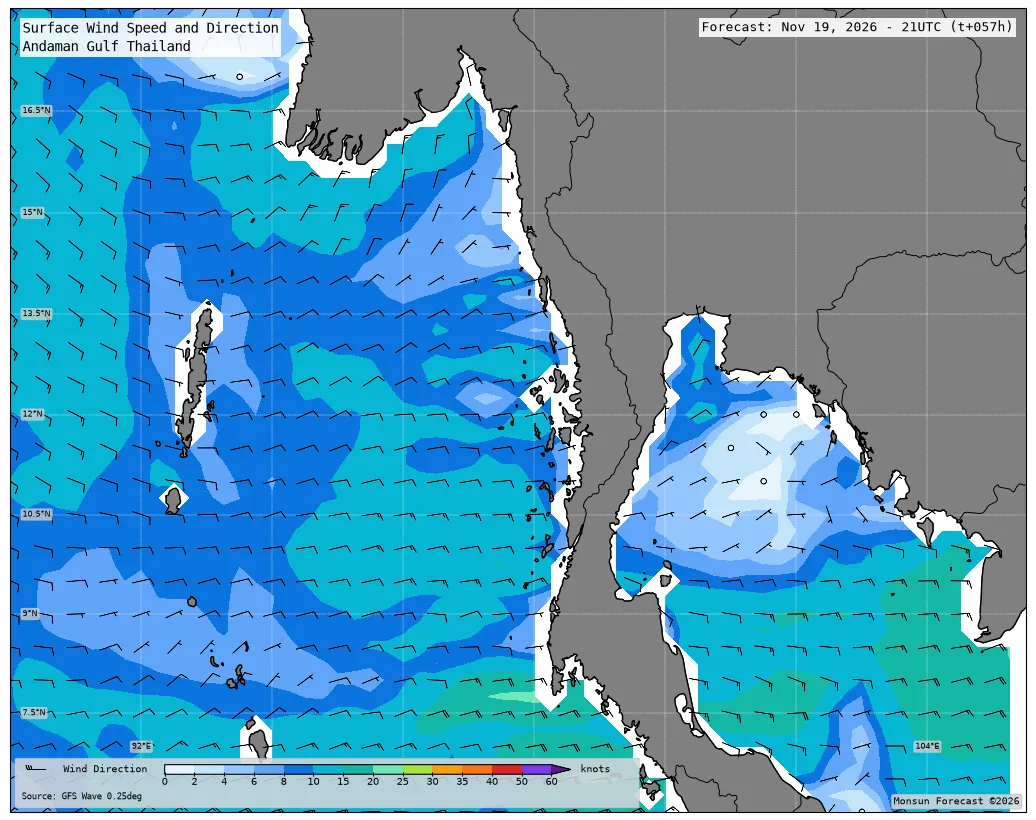 Surface Wind Speed and Direction
Andaman Gulf Thailand
Forecast: Nov 19, 2026 - 21UTC (t+057h)
16.5°N
15°N
13.5°N
12°N
10.5°N
9°N
7.5°N
92°E
104°E
Wind Direction
knots
0 2 4 6 8 10 15 20 25 30 40 50 60
Source: GFS Wave 0.25deg
Monsun Forecast ©2026